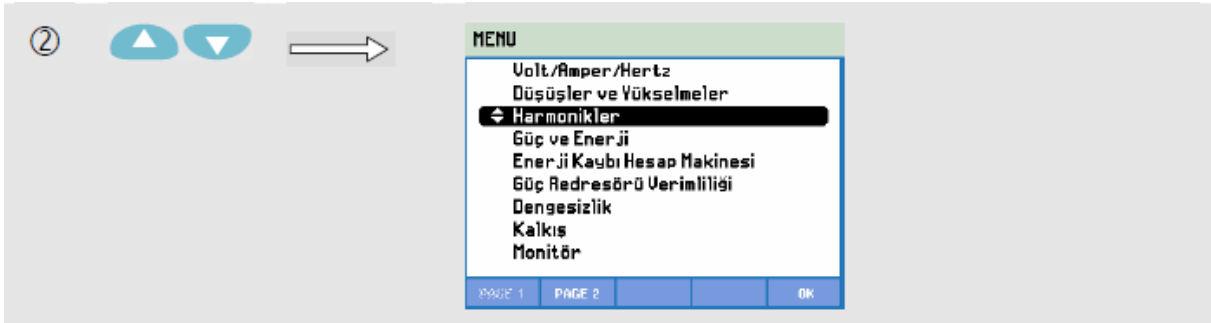 ②
MENU
Volt/Amper/Hertz
Düşüşler ve Yükselmeler
Harmonikler
Güç ve Enerji
Enerji Kaybı Hesap Makinesi
Güç Redresörü Verimliliği
Dengesizlik
Kalkış
Monitör
PAGE 1 PAGE 2 OK